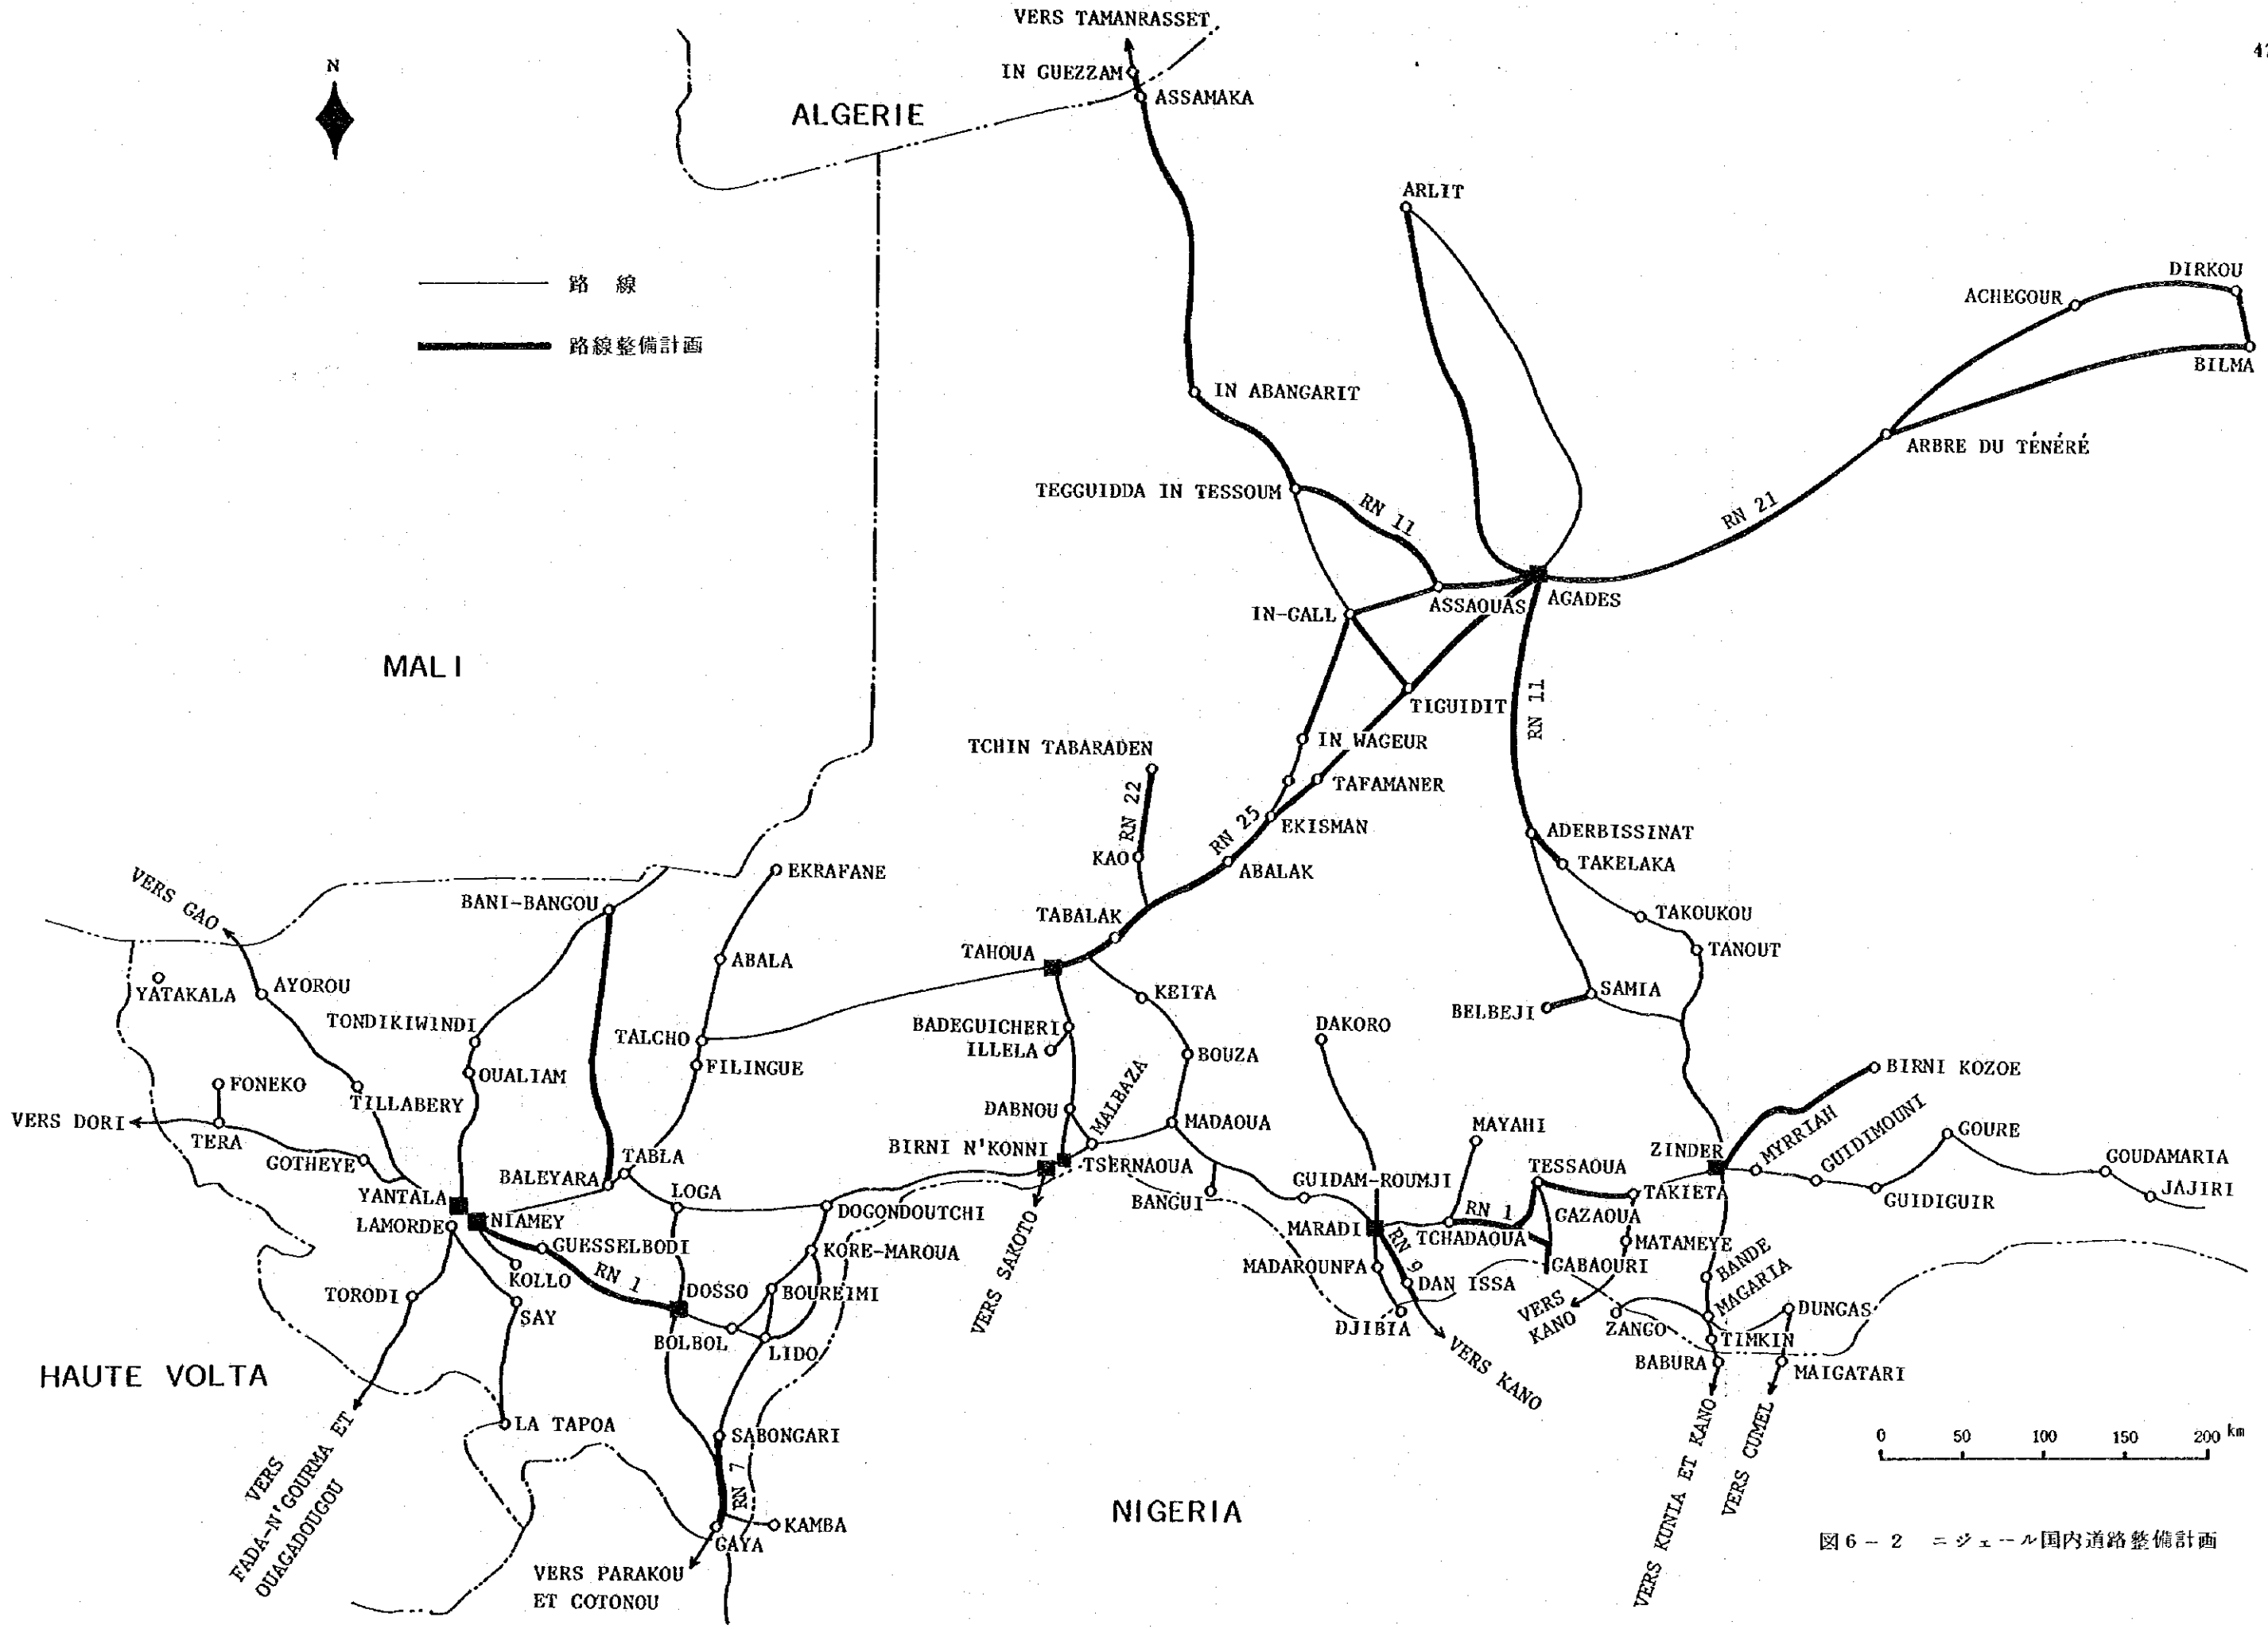 VERS TAMANRASSET
47
N
IN GUEZZAM
ASSAMAKA
ALGERIE
ARLIT
路 線
路線整備計画
DIRKOU
ACHEGOUR
BILMA
IN ABANGARIT
ARBRE DU TÉNÉRÉ
TEGGUIDDA IN TESSOUM
RN 11
RN 21
IN-GALL
ASSAOUAS
AGADES
MALI
TIGUIDIT
RN 11
TCHIN TABARADEN
IN WAGEUR
RN 22
TAFAMANER
RN 25
EKISMAN
ADERBISSINAT
KAO
ABALAK
TAKELAKA
VERS GAO
EKRAFANE
BANI-BANGOU
TABALAK
TAKOUKOU
TANOUT
TAHOUA
ABALA
YATAKALA
AYOROU
KEITA
SAMIA
BELBEJI
TONDIKIWINDI
BADEGUICHERI
DAKORO
TALCHO
ILLELA
BOUZA
FILINGUE
OUALIAM
BIRNI KOZOE
FONEKO
TILLABERY
MALBAZA
DABNOU
MADAOUA
MAYAHI
MYRRIAH
GUIDIMOUNI
GOURE
VERS DORI
TERA
BIRNI N'KONNI
TSERNAOUA
ZINDER
GOTHEYE
TABLA
BALEYARA
TESSAOUA
GOUDAMARIA
YANTALA
LOGA
BANGUI
GUIDAM-ROUMJI
TAKIETA
GUIDIGUIR
JAJIRI
LAMORDE
NIAMEY
DOGONDOUTCHI
RN 1
GAZAOUA
MARADI
TCHADAOUA
GUESSELBODI
KORE-MAROUA
RN 9
MATAMEYE
KOLLO
RN 1
VERS SAKOTO
MADAROUNFA
GABAOURI
BANDE
TORODI
DOSSO
BOUREIMI
DAN ISSA
MAGARIA
SAY
VERS
KANO
ZANGO
DUNGAS
DJIBIA
TIMKIN
BOLBOL
LIDO
VERS KANO
BABURA
MAIGATARI
HAUTE VOLTA
LA TAPOA
SABONGARI
0 50 100 150 200 km
VERS
FADA-N'GOURMA ET
OUAGADOUGOU
RN 7
NIGERIA
VERS KUNIA ET KANO
VERS CUMEL
KAMBA
GAYA
VERS PARAKOU
ET COTONOU
図6-2 ニジェール国内道路整備計画